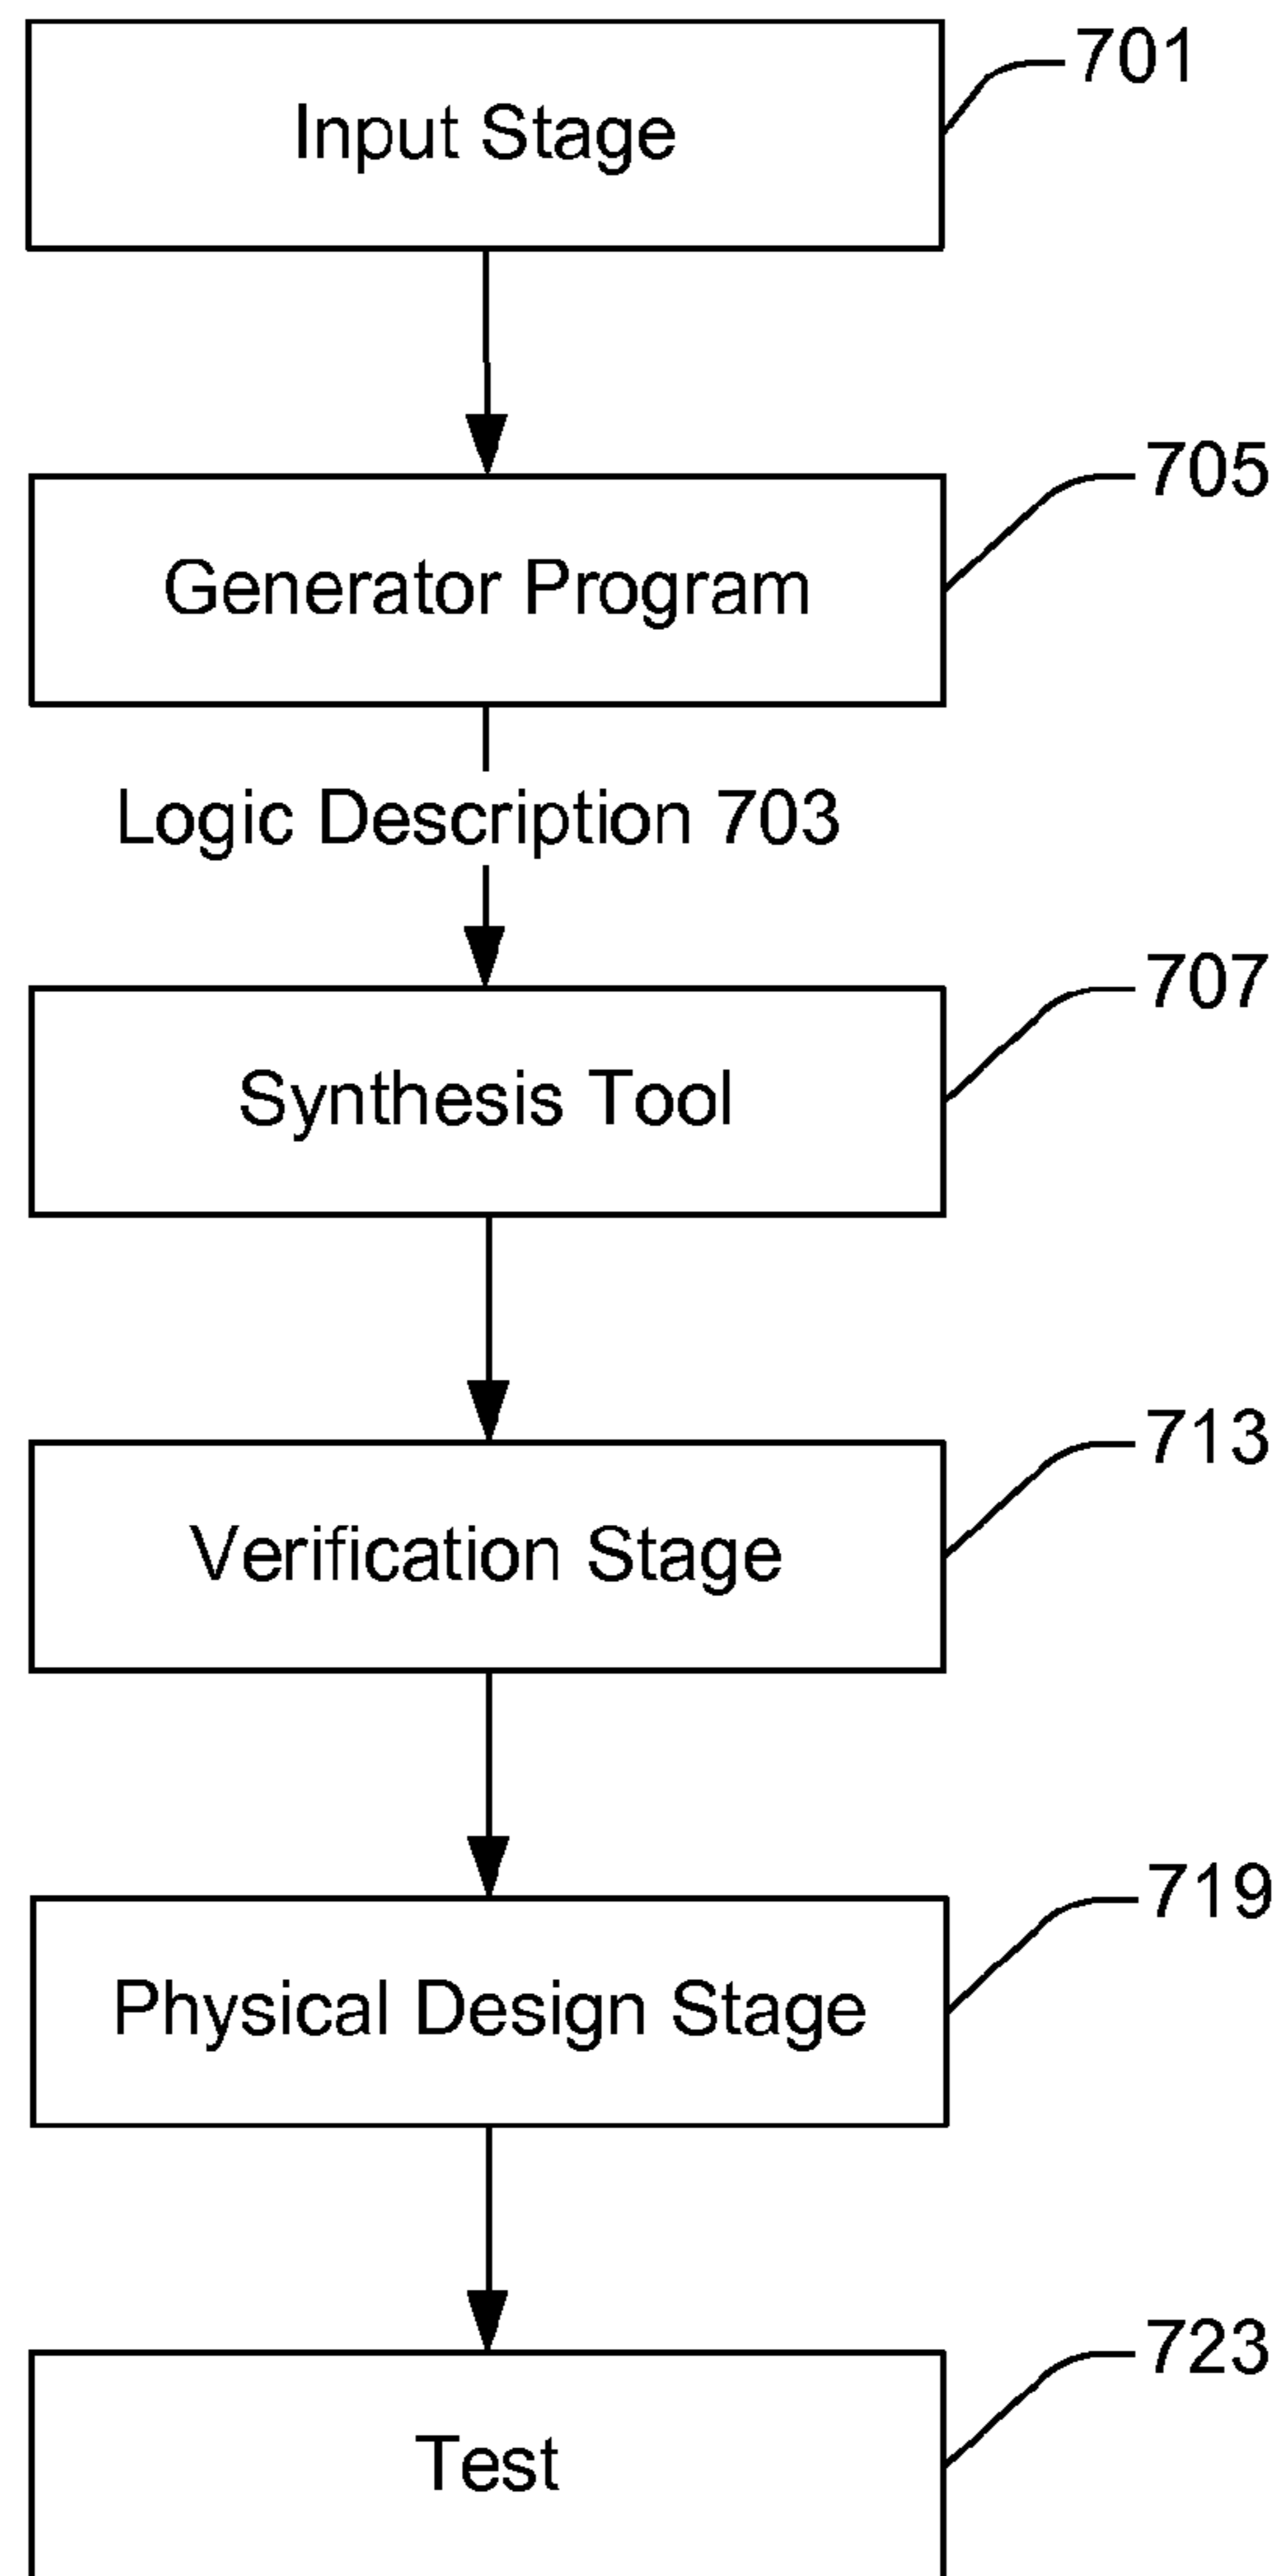 701
Input Stage
705
Generator Program
Logic Description 703
707
Synthesis Tool
713
Verification Stage
719
Physical Design Stage
723
Test